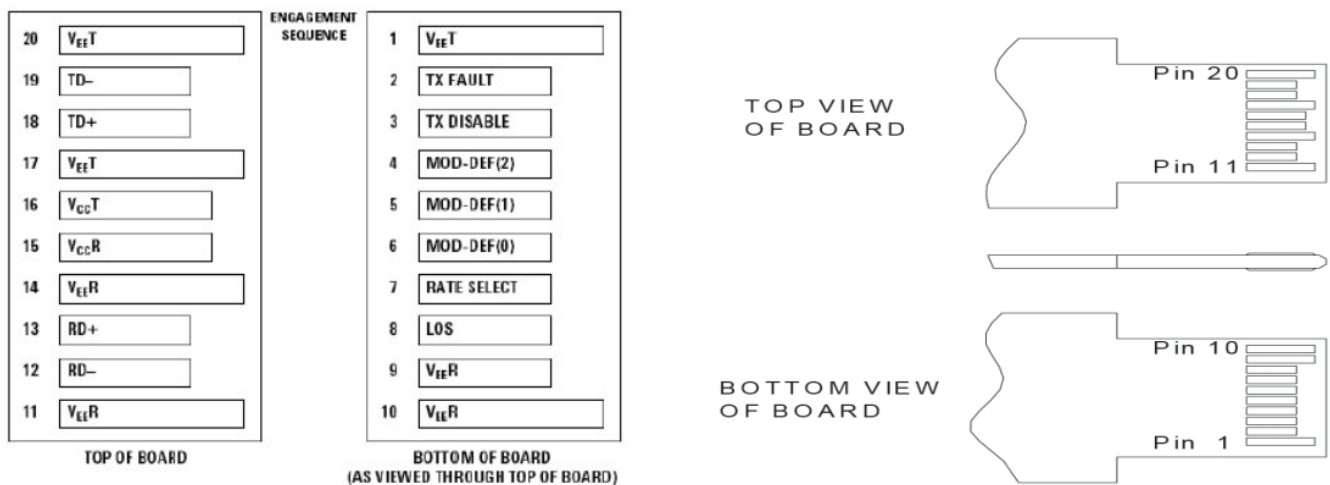 ENGAGEMENT
SEQUENCE
20 VEET
19 TD–
18 TD+
17 VEET
16 VCCT
15 VCCR
14 VEER
13 RD+
12 RD–
11 VEER
TOP OF BOARD
1 VEET
2 TX FAULT
3 TX DISABLE
4 MOD-DEF(2)
5 MOD-DEF(1)
6 MOD-DEF(0)
7 RATE SELECT
8 LOS
9 VEER
10 VEER
BOTTOM OF BOARD
(AS VIEWED THROUGH TOP OF BOARD)
TOP VIEW
OF BOARD
Pin 20
Pin 11
BOTTOM VIEW
OF BOARD
Pin 10
Pin 1